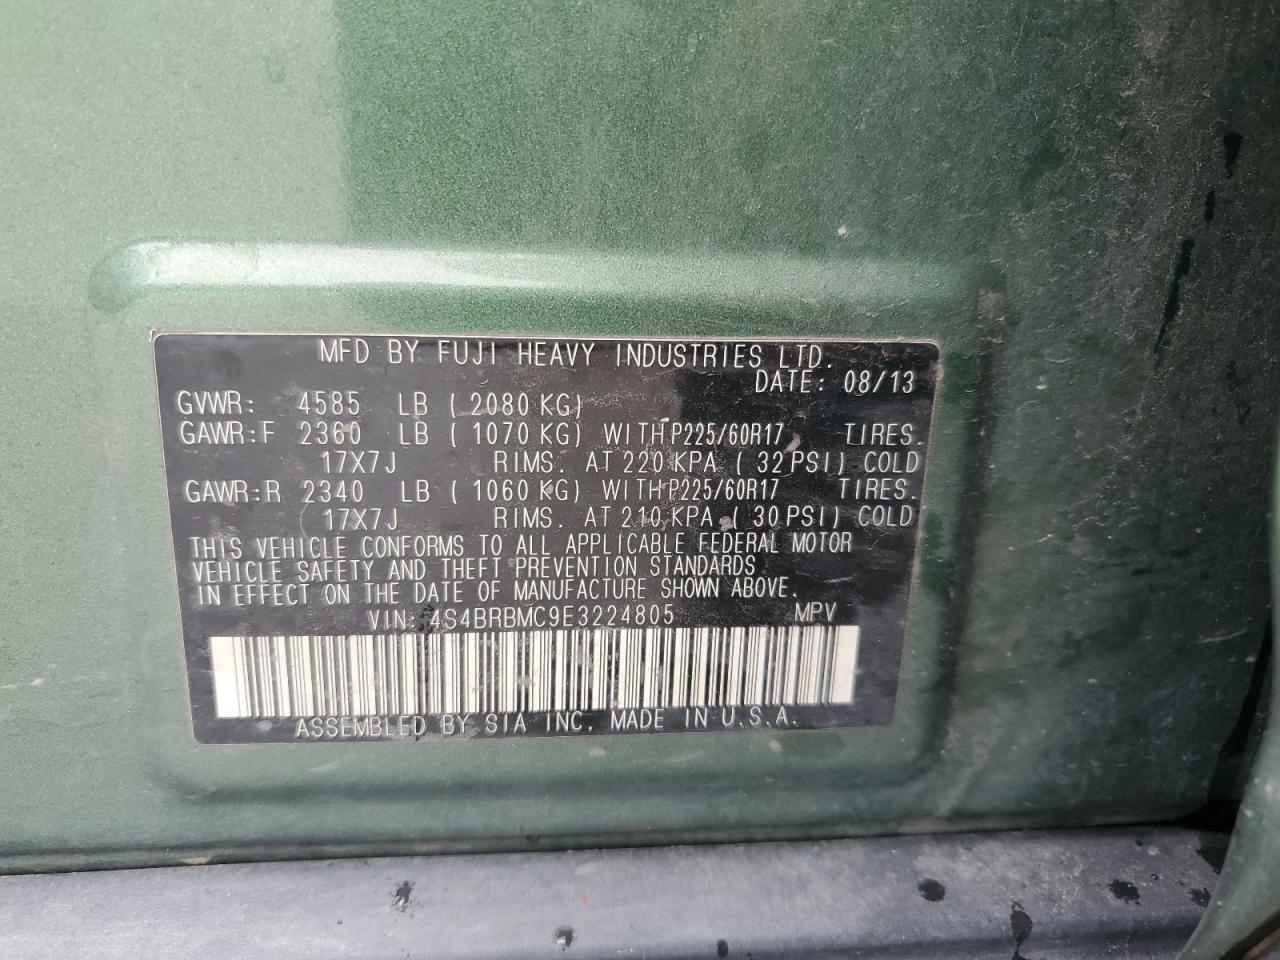 MFD BY FUJI HEAVY INDUSTRIES LTD.
DATE: 08/13
GVWR: 4585 LB ( 2080 KG)
GAWR:F 2360 LB ( 1070 KG) WITH P225/60R17 TIRES.
17X7J RIMS. AT 220 KPA ( 32 PSI) COLD
GAWR:R 2340 LB ( 1060 KG) WITH P225/60R17 TIRES.
17X7J RIMS. AT 210 KPA ( 30 PSI) COLD
THIS VEHICLE CONFORMS TO ALL APPLICABLE FEDERAL MOTOR
VEHICLE SAFETY AND THEFT PREVENTION STANDARDS
IN EFFECT ON THE DATE OF MANUFACTURE SHOWN ABOVE.
VIN: 4S4BRBMC9E3224805 MPV
ASSEMBLED BY SIA INC. MADE IN U.S.A.